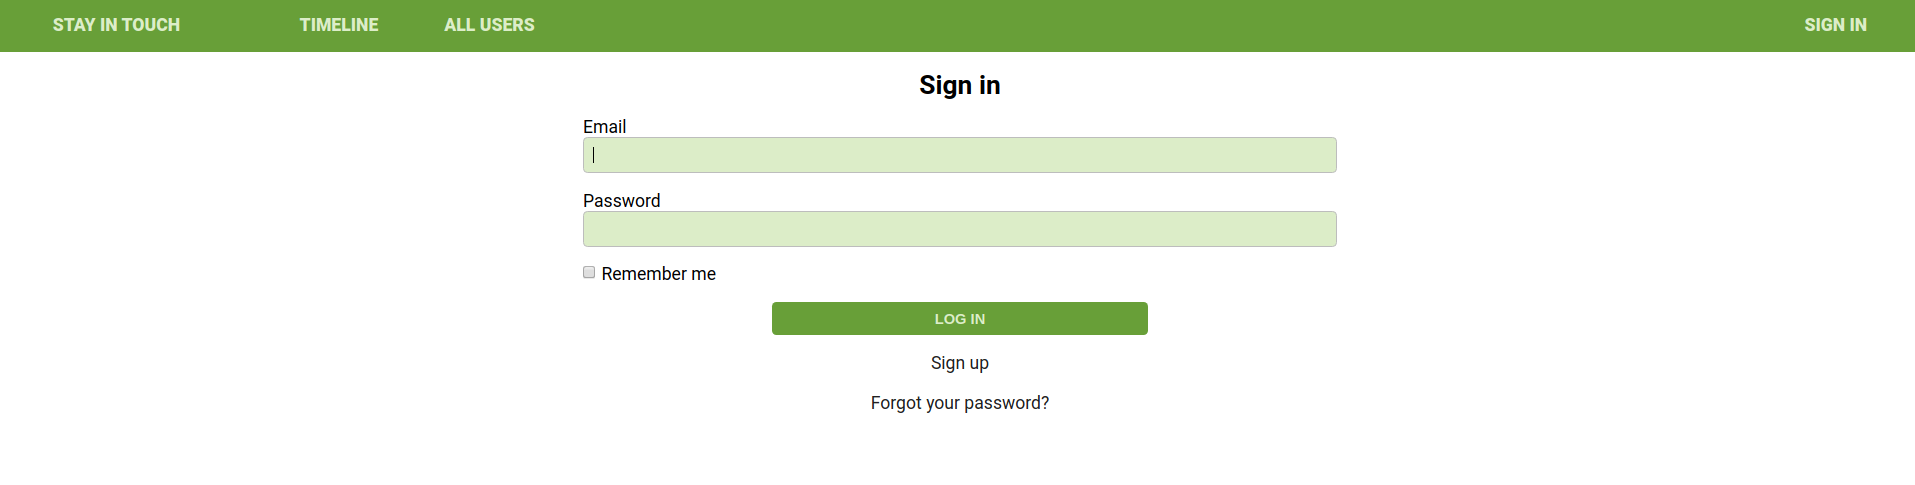 STAY IN TOUCH TIMELINE ALL USERS SIGN IN
Sign in
Email
Password
Remember me
LOG IN
Sign up
Forgot your password?